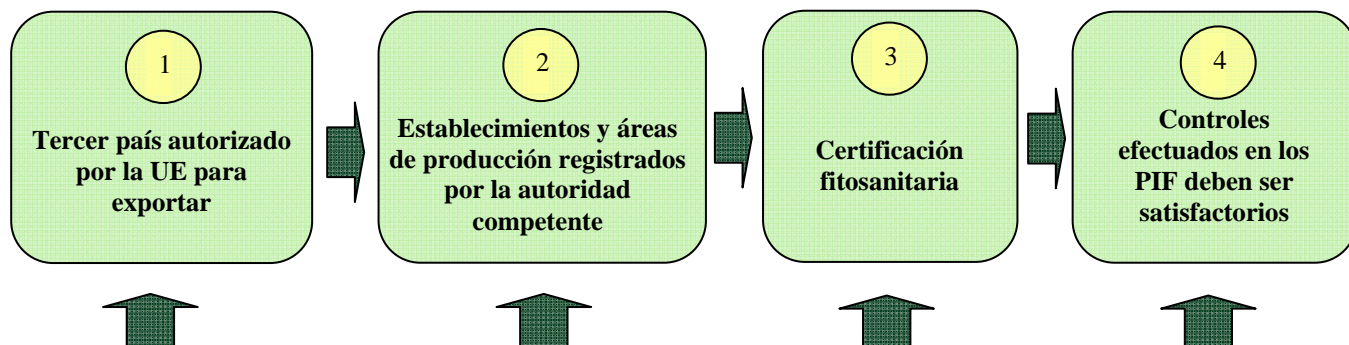 1
Tercer país autorizado
por la UE para
exportar
2
Establecimientos y áreas
de producción registrados
por la autoridad
competente
3
Certificación
fitosanitaria
4
Controles
efectuados en los
PIF deben ser
satisfactorios